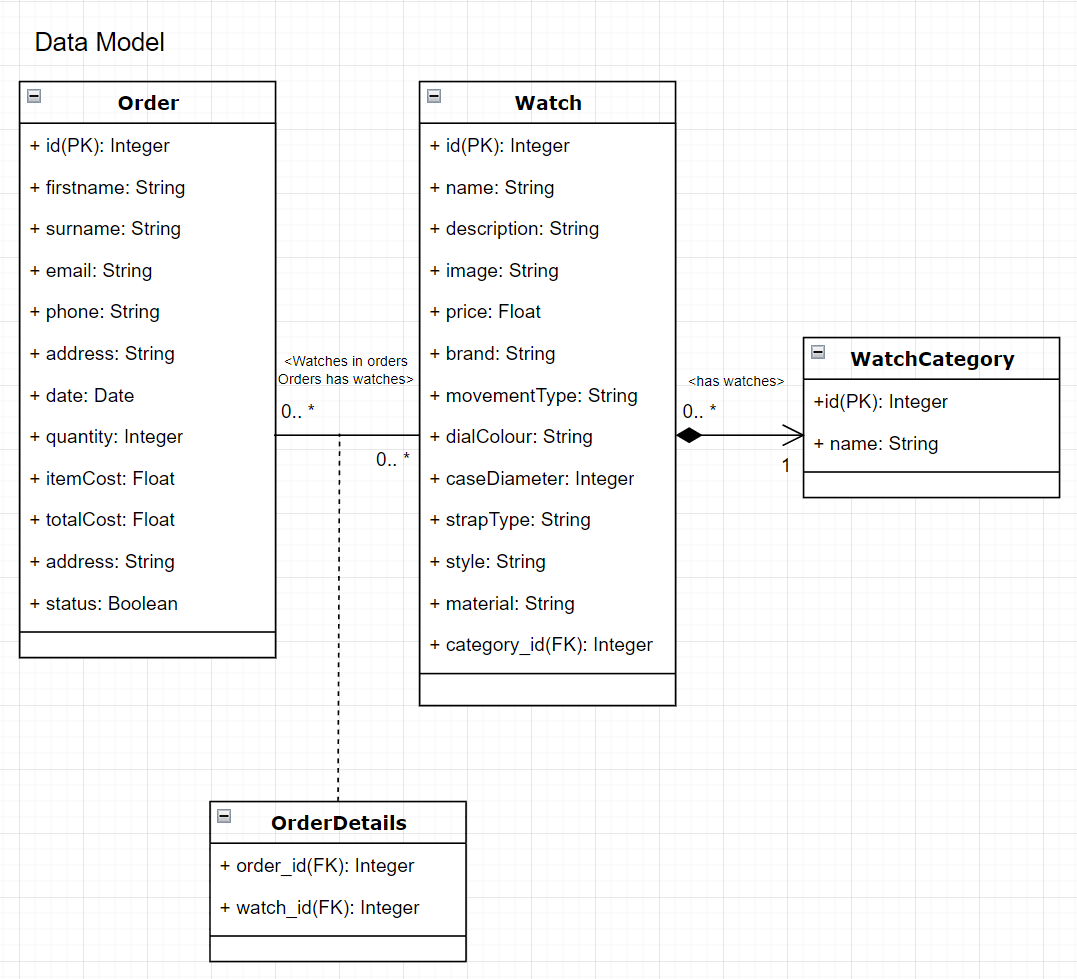 Data Model
Order
+ id(PK): Integer
+ firstname: String
+ surname: String
+ email: String
+ phone: String
+ address: String
+ date: Date
+ quantity: Integer
+ itemCost: Float
+ totalCost: Float
+ address: String
+ status: Boolean
<Watches in orders
Orders has watches>
0.. *
0.. *
Watch
+ id(PK): Integer
+ name: String
+ description: String
+ image: String
+ price: Float
+ brand: String
+ movementType: String
+ dialColour: String
+ caseDiameter: Integer
+ strapType: String
+ style: String
+ material: String
+ category_id(FK): Integer
<has watches>
0.. *
1
WatchCategory
+id(PK): Integer
+ name: String
OrderDetails
+ order_id(FK): Integer
+ watch_id(FK): Integer